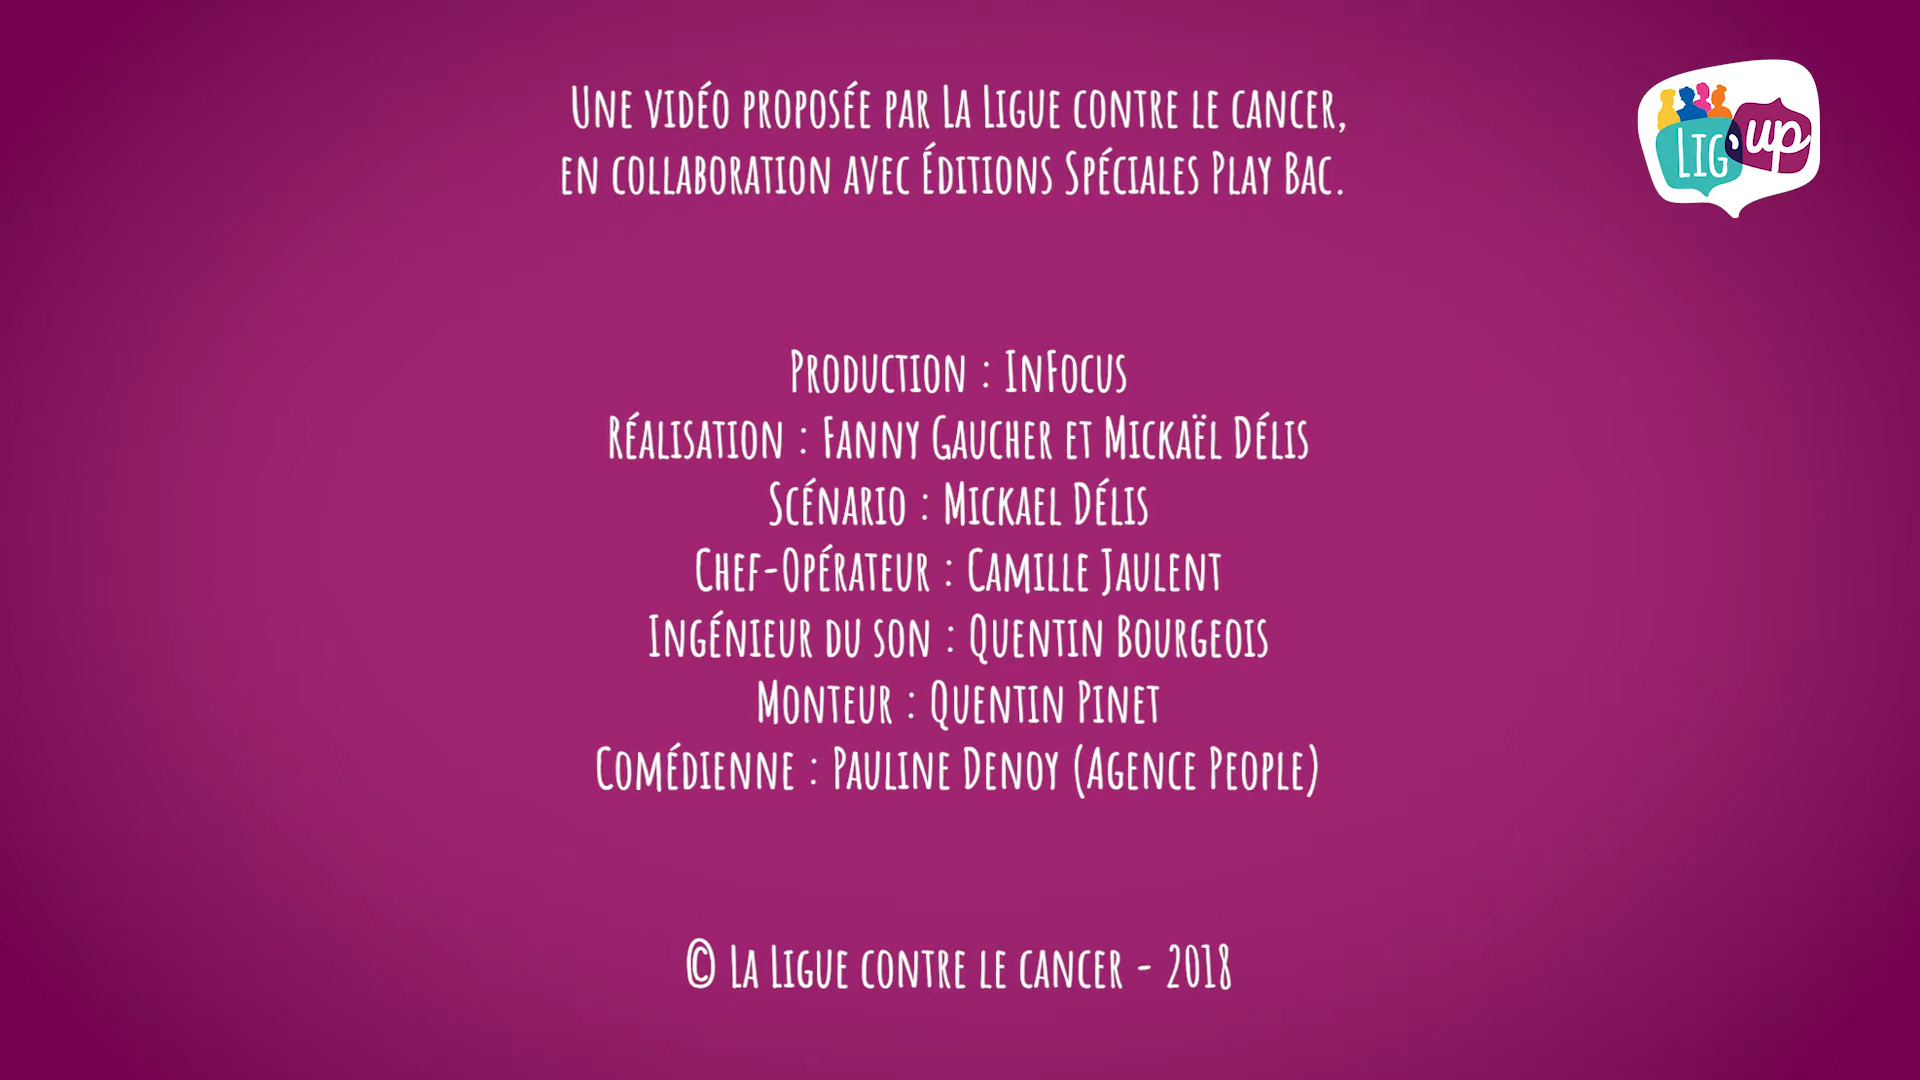 Une vidéo proposée par La Ligue contre le cancer,
en collaboration avec Éditions Spéciales Play Bac.
Lig'up
Production : InFocus
Réalisation : Fanny Gaucher et Mickaël Délis
Scénario : Mickael Délis
Chef-Opérateur : Camille Jaulent
Ingénieur du son : Quentin Bourgeois
Monteur : Quentin Pinet
Comédienne : Pauline Denoy (Agence People)
© La Ligue contre le cancer - 2018